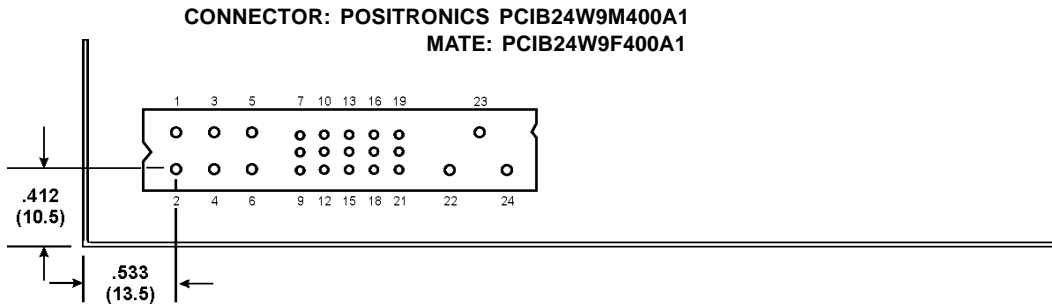 CONNECTOR: POSITRONICS PCIB24W9M400A1
MATE: PCIB24W9F400A1
1 3 5 7 10 13 16 19 23
2 4 6 9 12 15 18 21 22 24
.412
(10.5)
.533
(13.5)